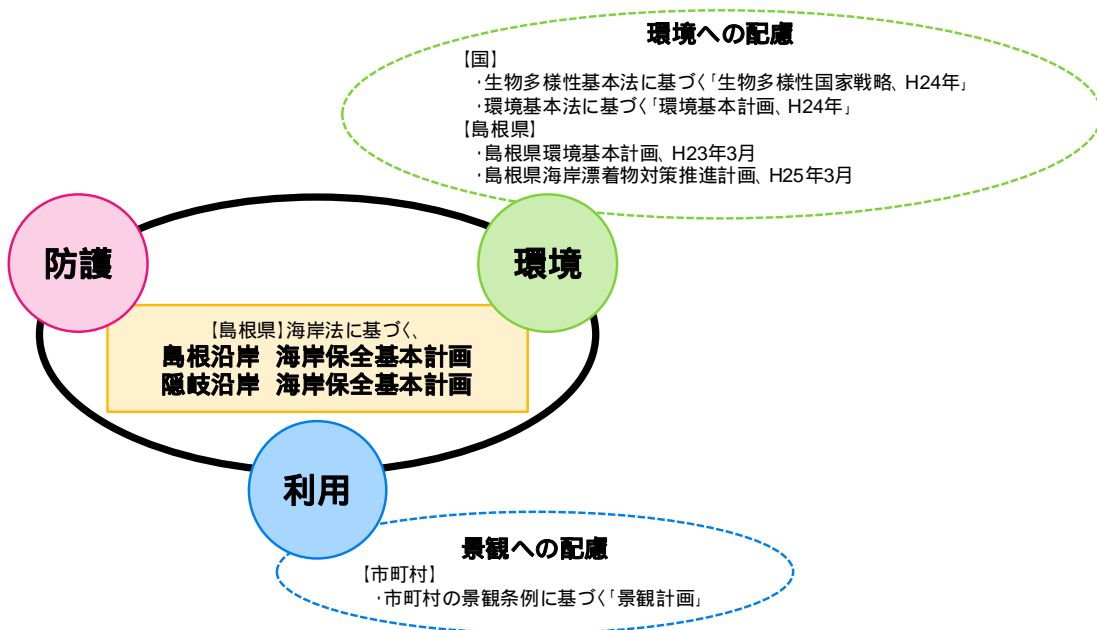 環境への配慮
【国】
・生物多様性基本法に基づく「生物多様性国家戦略、H24年」
・環境基本法に基づく「環境基本計画、H24年」
【島根県】
・島根県環境基本計画、H23年3月
・島根県海岸漂着物対策推進計画、H25年3月
防護
環境
【島根県】海岸法に基づく、
島根沿岸　海岸保全基本計画
隠岐沿岸　海岸保全基本計画
利用
景観への配慮
【市町村】
・市町村の景観条例に基づく「景観計画」